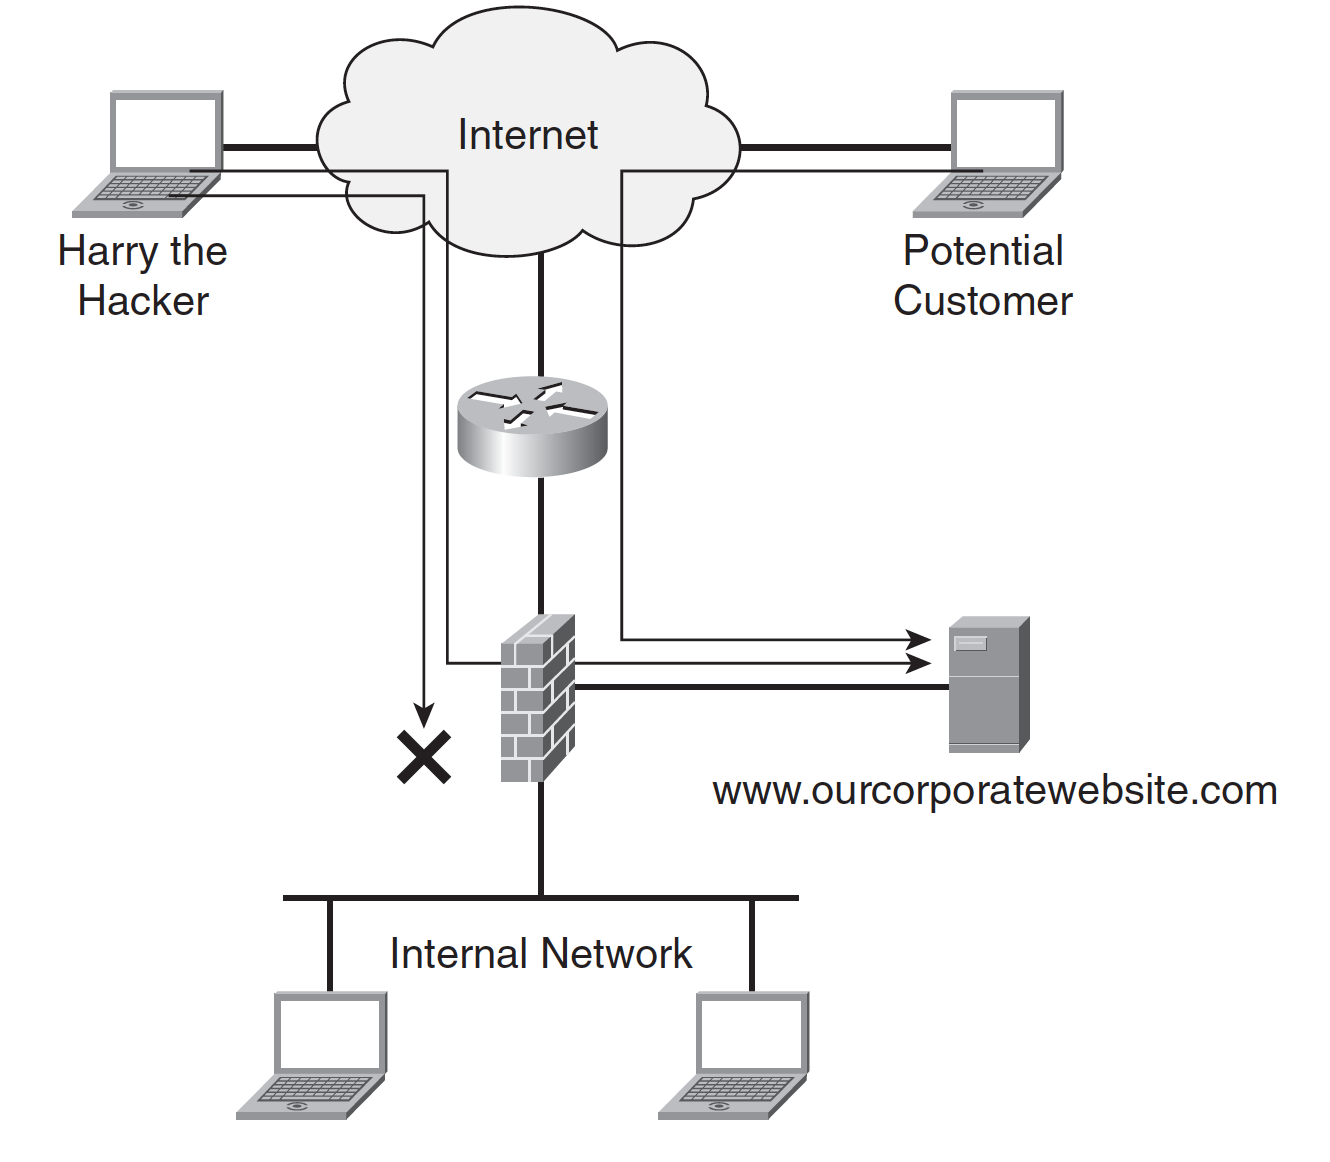 Internet
Harry the
Hacker
Potential
Customer
www.ourcorporatewebsite.com
Internal Network